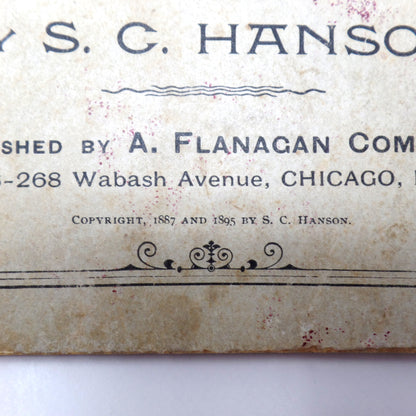 Y S. C. HANSO
SHED BY A. FLANAGAN COM
-268 Wabash Avenue, CHICAGO,
COPYRIGHT, 1887 AND 1895 BY S. C. HANSON.